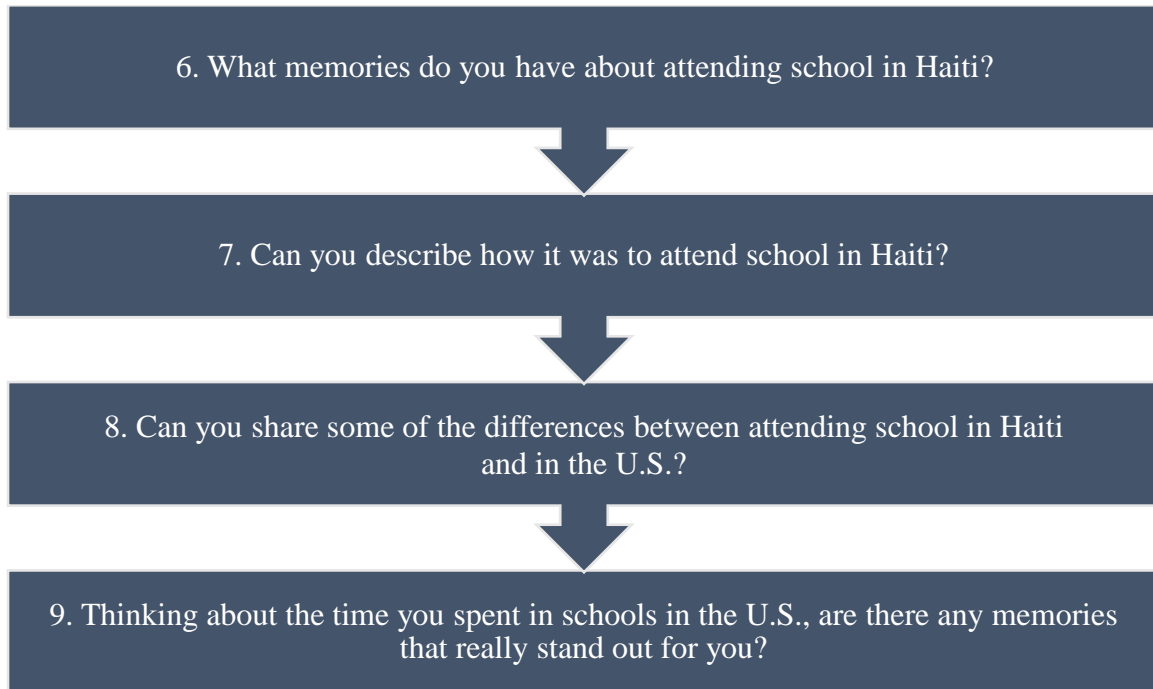 6. What memories do you have about attending school in Haiti?
7. Can you describe how it was to attend school in Haiti?
8. Can you share some of the differences between attending school in Haiti
and in the U.S.?
9. Thinking about the time you spent in schools in the U.S., are there any memories
that really stand out for you?